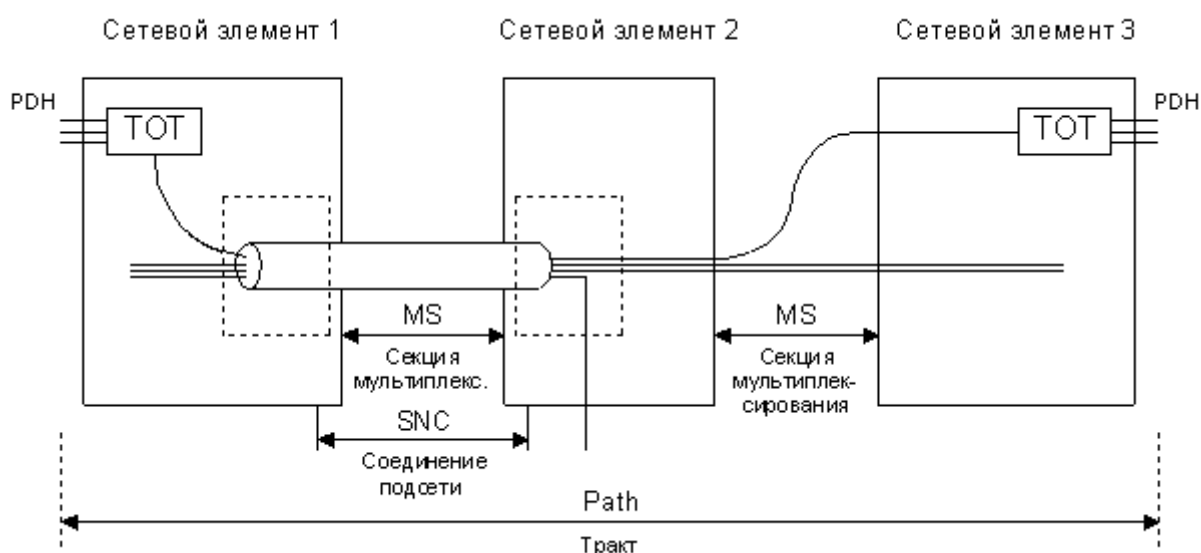 Сетевой элемент 1
Сетевой элемент 2
Сетевой элемент 3
PDH
TOT
TOT
PDH
MS
Секция
мультиплекс.
MS
Секция
мультиплек-
сирования
SNC
Соединение
подсети
Path
Тракт